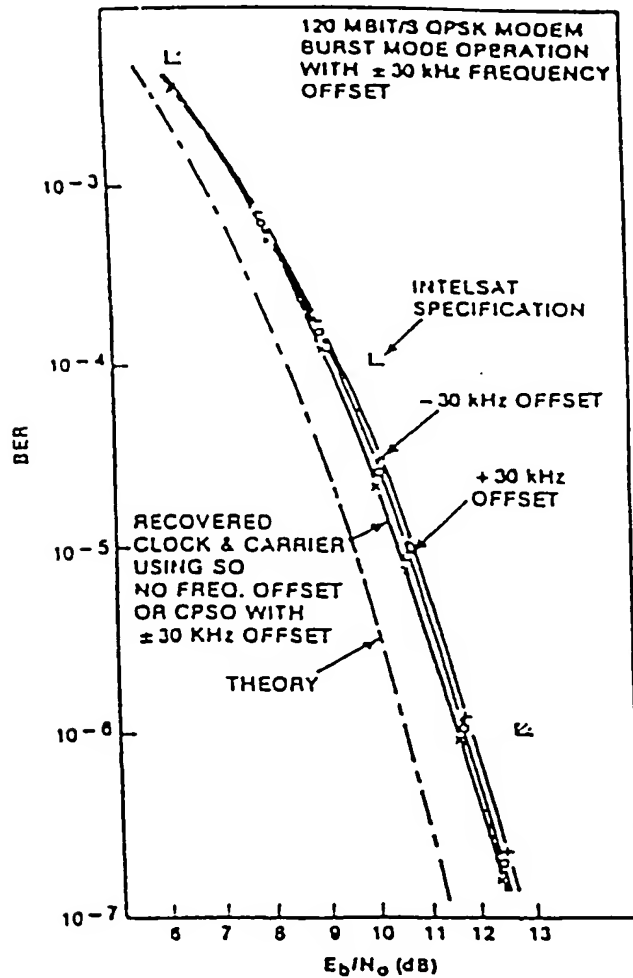 120 MBIT/S QPSK MODEM
BURST MODE OPERATION
WITH ± 30 kHz FREQUENCY
OFFSET
10-3
INTELSAT
SPECIFICATION
10-4
BER
− 30 kHz OFFSET
+ 30 kHz
OFFSET
RECOVERED
CLOCK & CARRIER
USING SO
NO FREQ. OFFSET
OR CPSO WITH
± 30 KHz OFFSET
10-5
THEORY
10-6
10-7
6 7 8 9 10 11 12 13
Eb/No (dB)